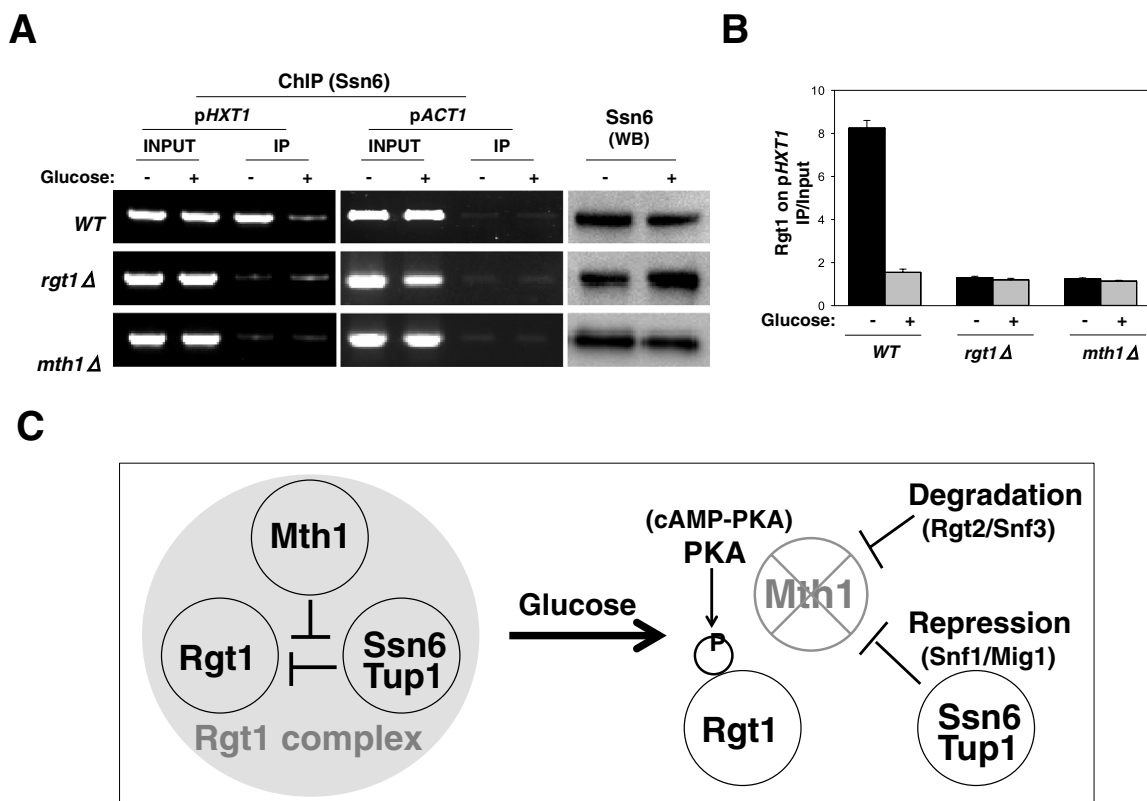 A
ChIP (Ssn6)
pHXT1
pACT1
Ssn6
(WB)
INPUT
IP
INPUT
IP
Glucose:
- + - + - + - + - +
WT
rgt1Δ
mth1Δ
B
Rgt1 on pHXT1
IP/Input
10
8
6
4
2
0
Glucose:
- + - + - +
WT
rgt1Δ
mth1Δ
C
Mth1
Rgt1
Ssn6
Tup1
Rgt1 complex
Glucose
(cAMP-PKA)
PKA
P
Rgt1
Mth1
Degradation
(Rgt2/Snf3)
Repression
(Snf1/Mig1)
Ssn6
Tup1